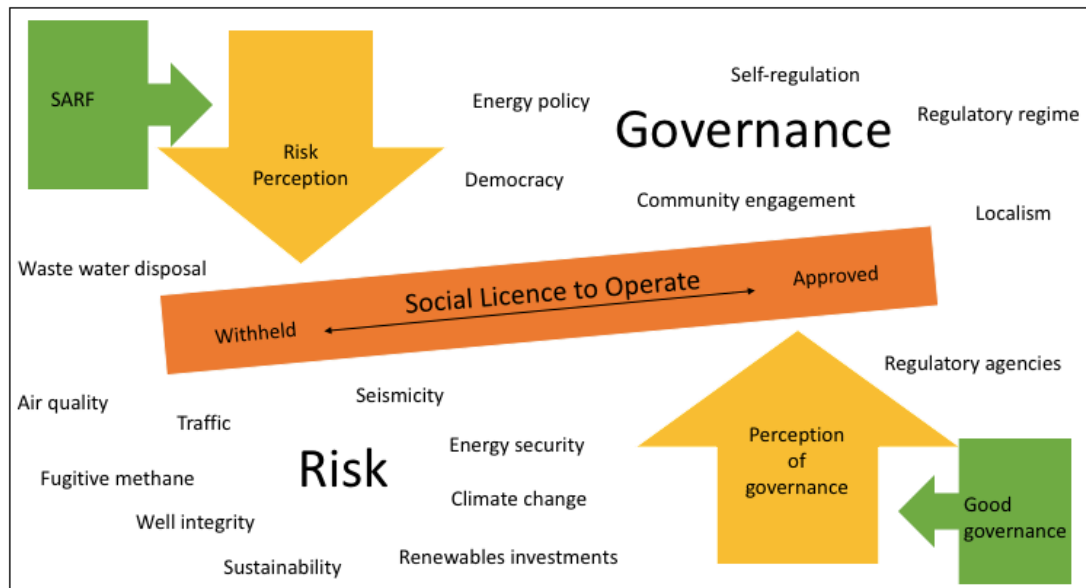 SARF
Risk
Perception
Self-regulation
Energy policy
Governance
Regulatory regime
Democracy
Community engagement
Localism
Waste water disposal
Social Licence to Operate
Approved
Withheld
Regulatory agencies
Air quality
Seismicity
Traffic
Energy security
Risk
Fugitive methane
Climate change
Well integrity
Sustainability
Renewables investments
Perception
of
governance
Good
governance